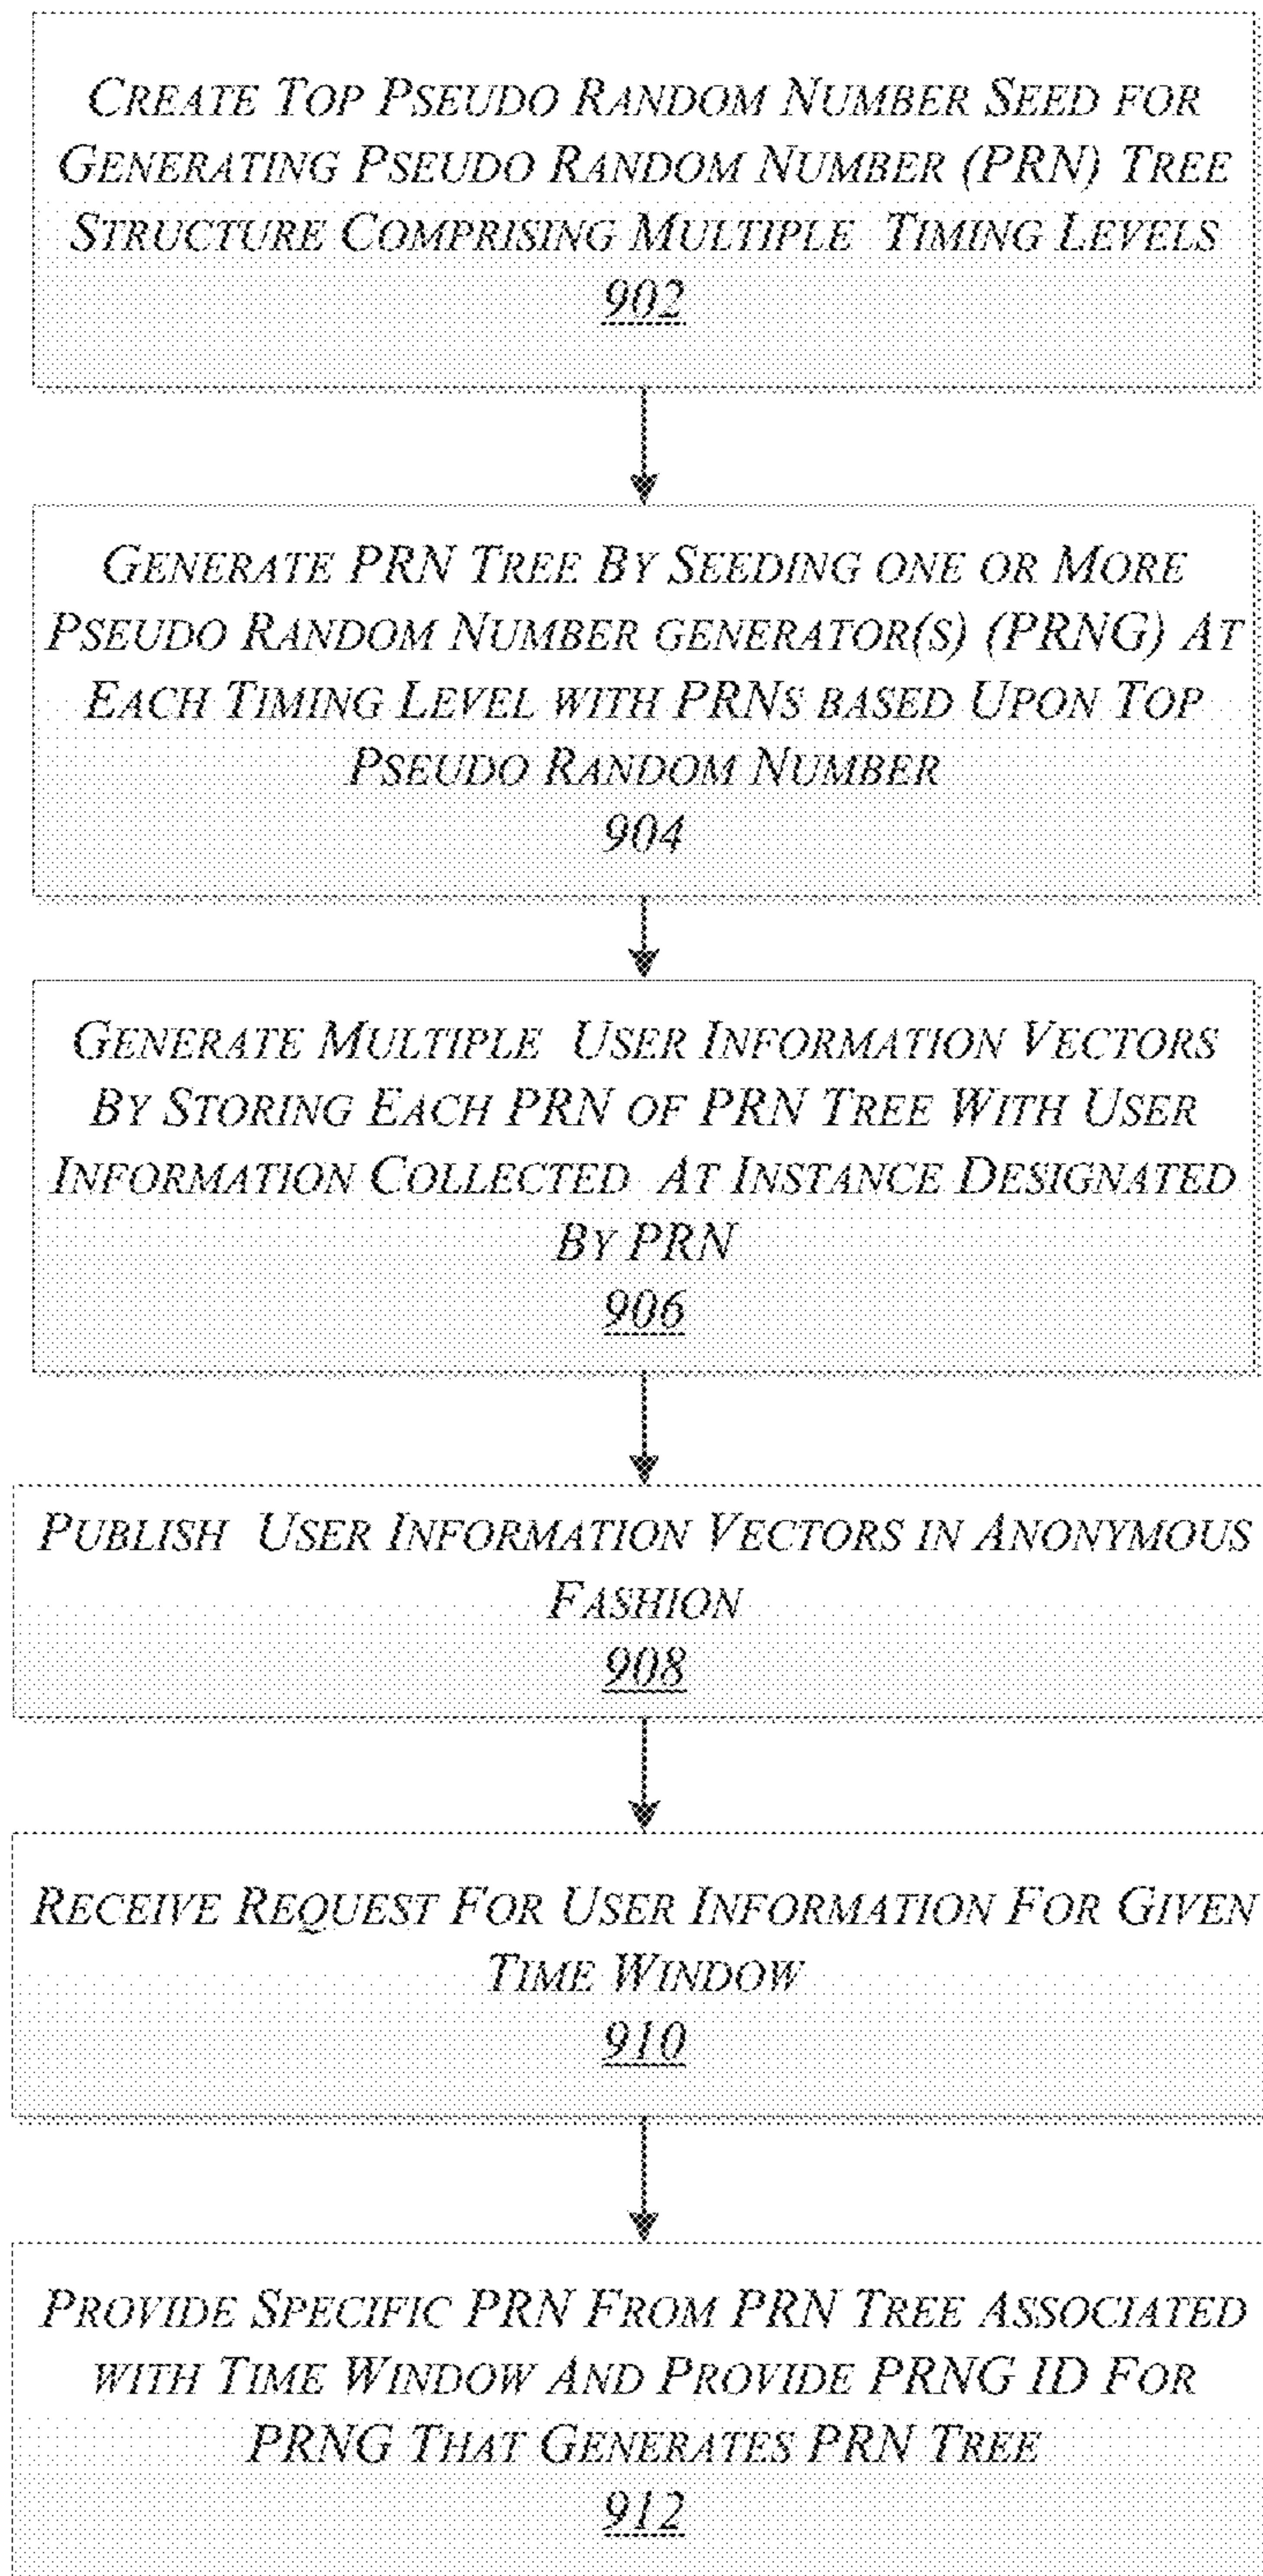 CREATE TOP PSEUDO RANDOM NUMBER SEED FOR
GENERATING PSEUDO RANDOM NUMBER (PRN) TREE
STRUCTURE COMPRISING MULTIPLE TIMING LEVELS
902
GENERATE PRN TREE BY SEEDING ONE OR MORE
PSEUDO RANDOM NUMBER GENERATOR(S) (PRNG) AT
EACH TIMING LEVEL WITH PRNS BASED UPON TOP
PSEUDO RANDOM NUMBER
904
GENERATE MULTIPLE USER INFORMATION VECTORS
BY STORING EACH PRN OF PRN TREE WITH USER
INFORMATION COLLECTED AT INSTANCE DESIGNATED
BY PRN
906
PUBLISH USER INFORMATION VECTORS IN ANONYMOUS
FASHION
908
RECEIVE REQUEST FOR USER INFORMATION FOR GIVEN
TIME WINDOW
910
PROVIDE SPECIFIC PRN FROM PRN TREE ASSOCIATED
WITH TIME WINDOW AND PROVIDE PRNG ID FOR
PRNG THAT GENERATES PRN TREE
912